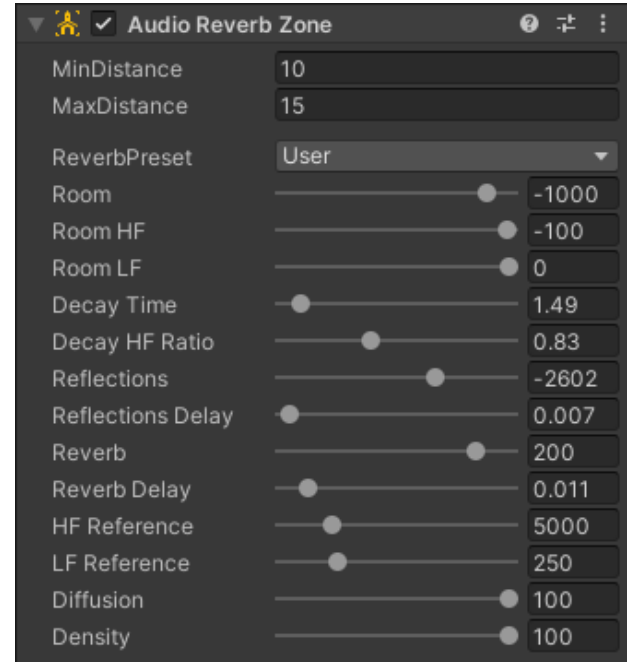 Audio Reverb Zone
MinDistance 10
MaxDistance 15
ReverbPreset User
Room -1000
Room HF -100
Room LF 0
Decay Time 1.49
Decay HF Ratio 0.83
Reflections -2602
Reflections Delay 0.007
Reverb 200
Reverb Delay 0.011
HF Reference 5000
LF Reference 250
Diffusion 100
Density 100